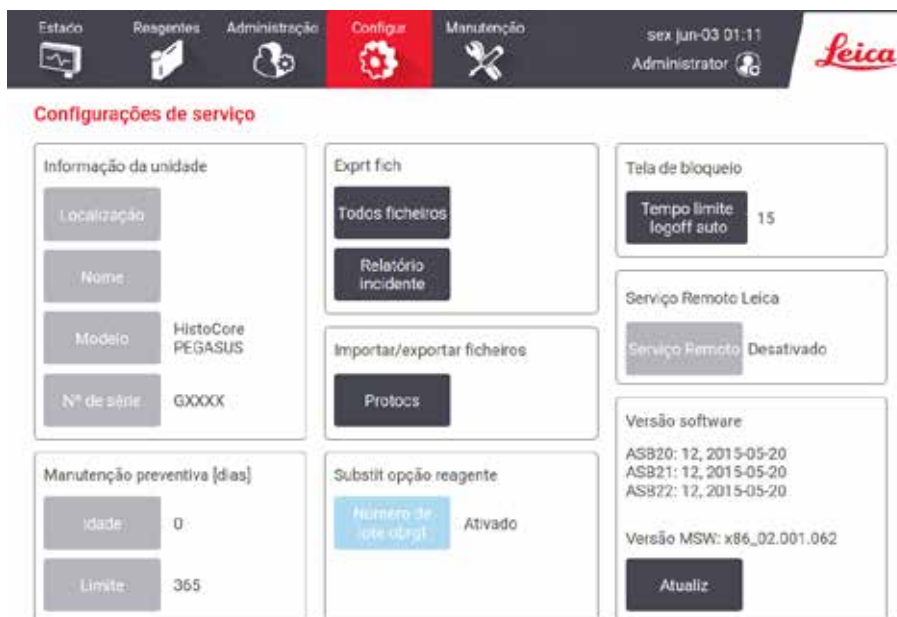 Estado
Reagentes
Administração
Configur
Manutenção
sex jun-03 01:11
Administrator
Leica
Configurações de serviço
Informação da unidade
Localização
Nome
Modelo
HistoCore
PEGASUS
Nº de série
GXXXX
Manutenção preventiva [dias]
Idade
0
Limite
365
Exprt fich
Todos ficheiros
Relatório
incidente
Importar/exportar ficheiros
Protocs
Substit opção reagente
Número de
lote obrgt
Ativado
Tela de bloqueio
Tempo limite
logoff auto
15
Serviço Remoto Leica
Serviço Remoto
Desativado
Versão software
ASB20: 12, 2015-05-20
ASB21: 12, 2015-05-20
ASB22: 12, 2015-05-20
Versão MSW: x86_02.001.062
Atualiz